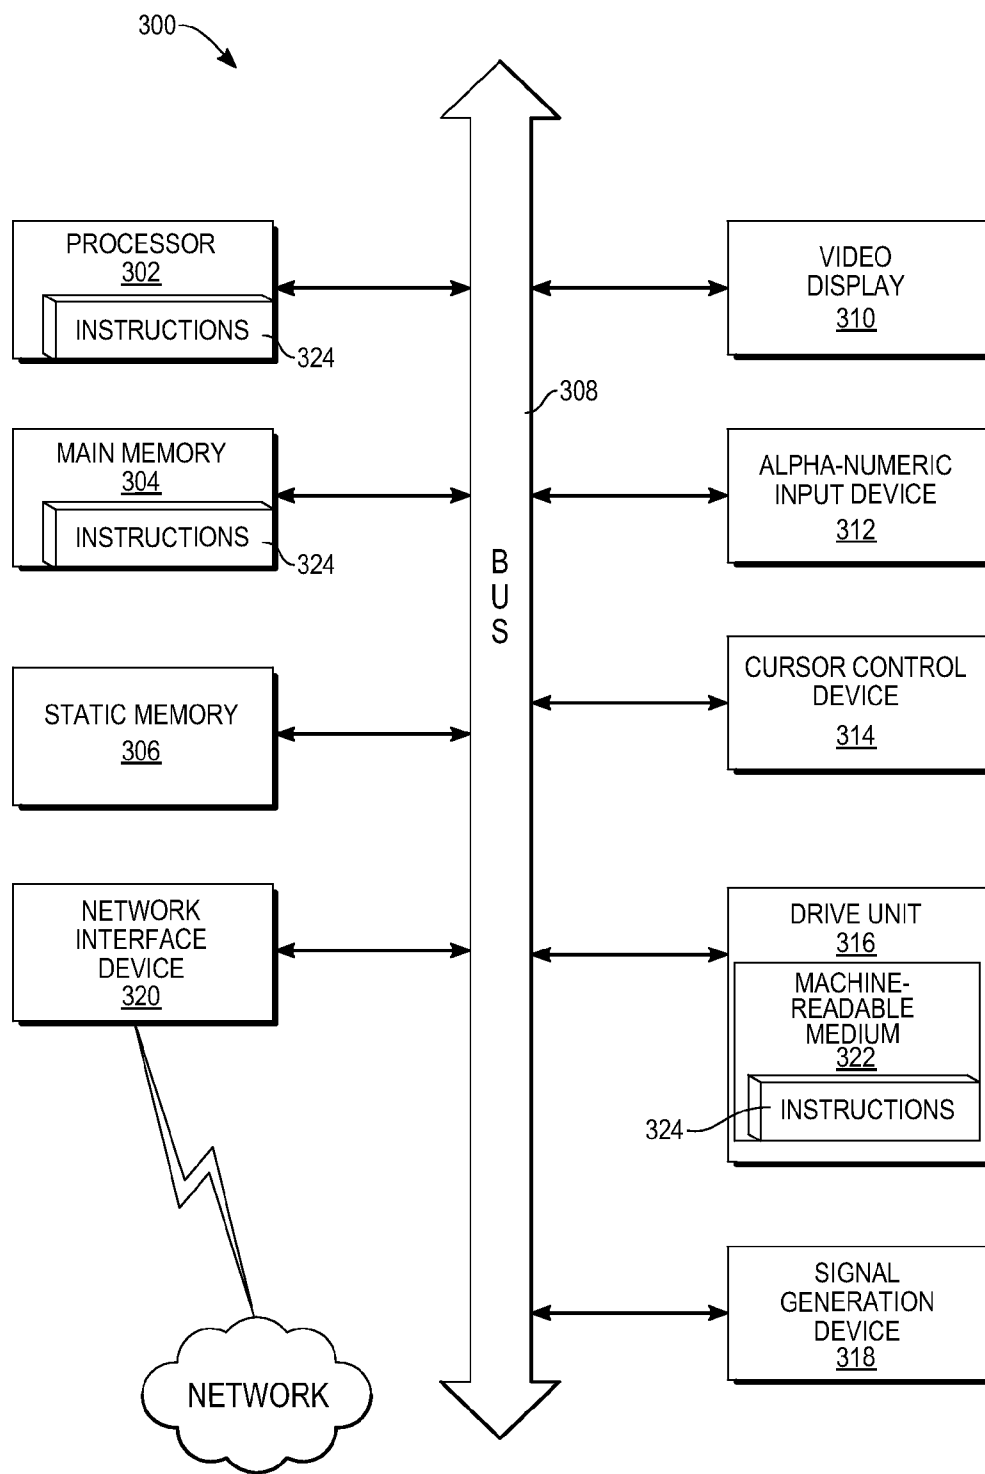 300
PROCESSOR
302
INSTRUCTIONS
324
MAIN MEMORY
304
INSTRUCTIONS
324
STATIC MEMORY
306
NETWORK
INTERFACE
DEVICE
320
NETWORK
BUS
308
VIDEO
DISPLAY
310
ALPHA-NUMERIC
INPUT DEVICE
312
CURSOR CONTROL
DEVICE
314
DRIVE UNIT
316
MACHINE-
READABLE
MEDIUM
322
INSTRUCTIONS
324
SIGNAL
GENERATION
DEVICE
318